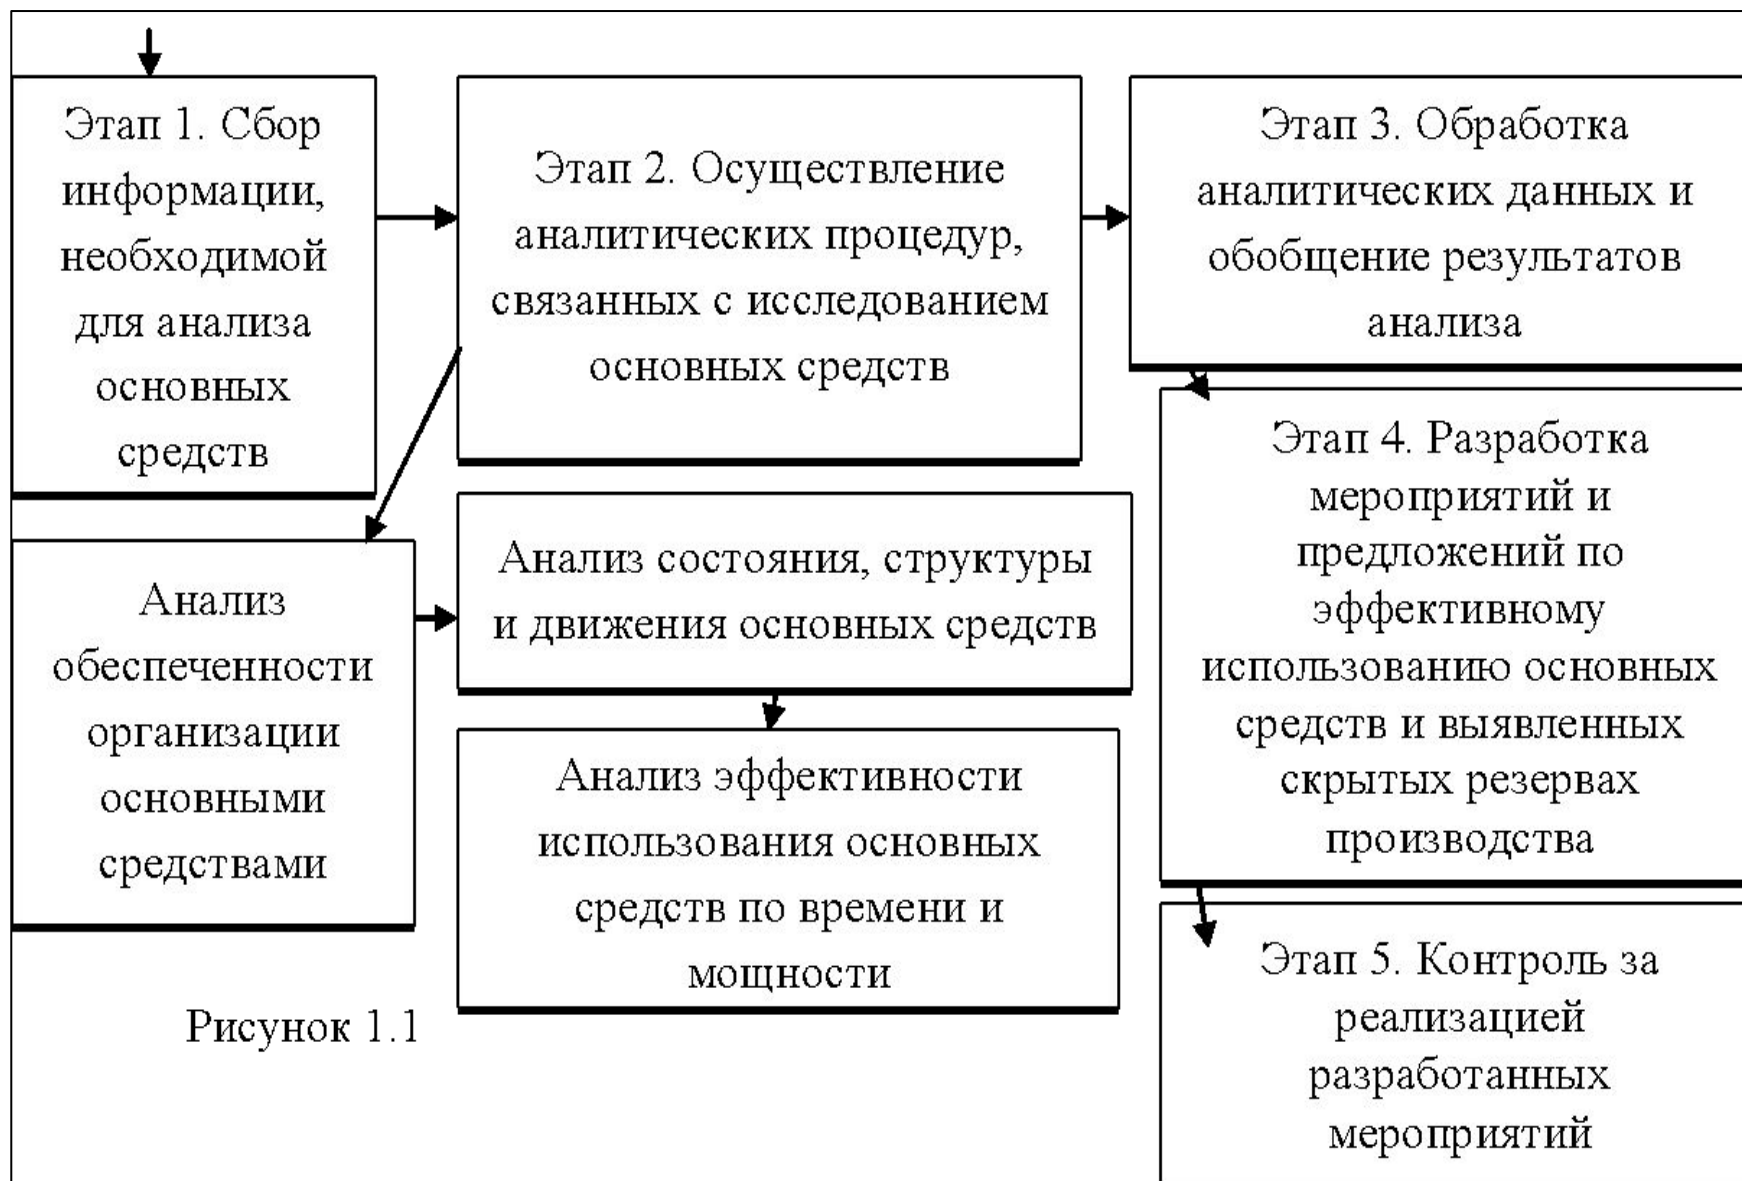 Этап 1. Сбор
информации,
необходимой
для анализа
основных
средств
Этап 2. Осуществление
аналитических процедур,
связанных с исследованием
основных средств
Этап 3. Обработка
аналитических данных и
обобщение результатов
анализа
Этап 4. Разработка
мероприятий и
предложений по
эффективному
использованию основных
средств и выявленных
скрытых резервах
производства
Анализ
обеспеченности
организации
основными
средствами
Анализ состояния, структуры
и движения основных средств
Анализ эффективности
использования основных
средств по времени и
мощности
Этап 5. Контроль за
реализацией
разработанных
мероприятий
Рисунок 1.1